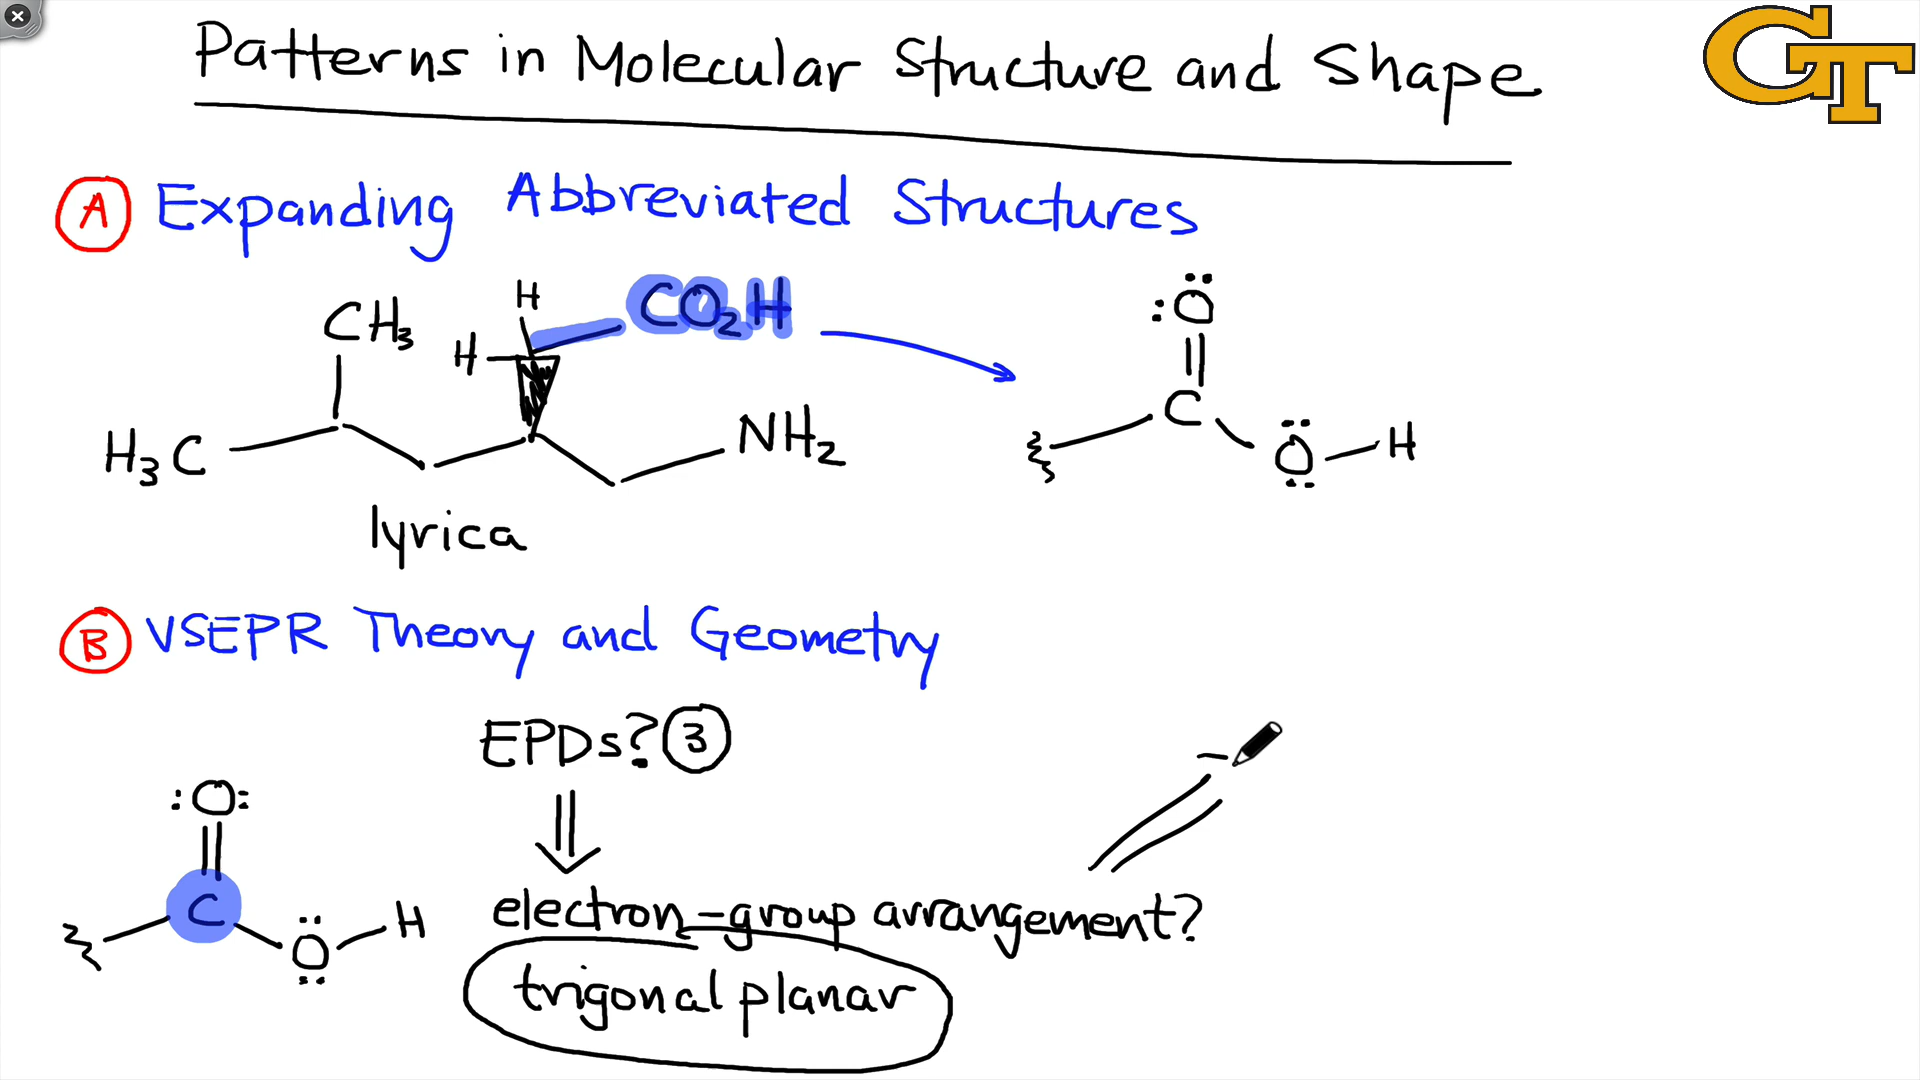 Patterns in Molecular Structure and Shape
GT
A Expanding Abbreviated Structures
CH3
H
H
CO2H
H3C
NH2
lyrica
:Ö
C
Ö
H
B VSEPR Theory and Geometry
EPDs? 3
:O:
C
Ö
H
electron-group arrangement?
trigonal planar